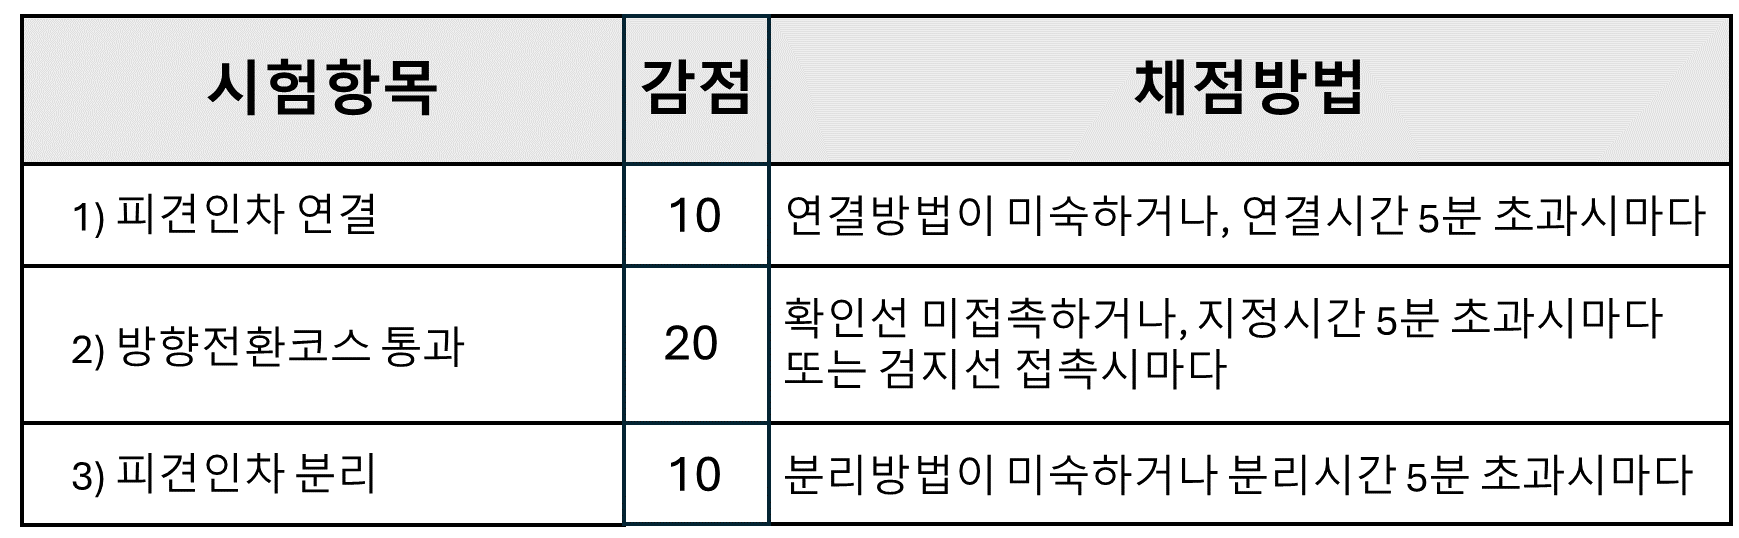 시험항목 감점 채점방법
1) 피견인차 연결 10 연결방법이 미숙하거나, 연결시간 5분 초과시마다
2) 방향전환코스 통과 20 확인선 미접촉하거나, 지정시간 5분 초과시마다
또는 검지선 접촉시마다
3) 피견인차 분리 10 분리방법이 미숙하거나 분리시간 5분 초과시마다